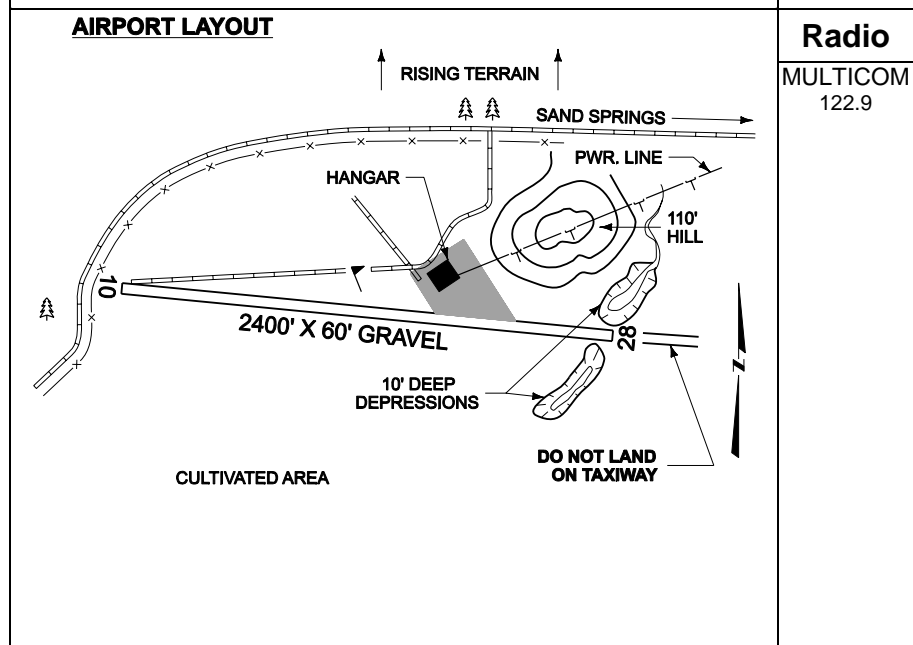 AIRPORT LAYOUT
RISING TERRAIN
SAND SPRINGS
PWR. LINE
HANGAR
110'
HILL
10
2400' X 60' GRAVEL
28
N
10' DEEP
DEPRESSIONS
DO NOT LAND
ON TAXIWAY
CULTIVATED AREA
Radio
MULTICOM
122.9